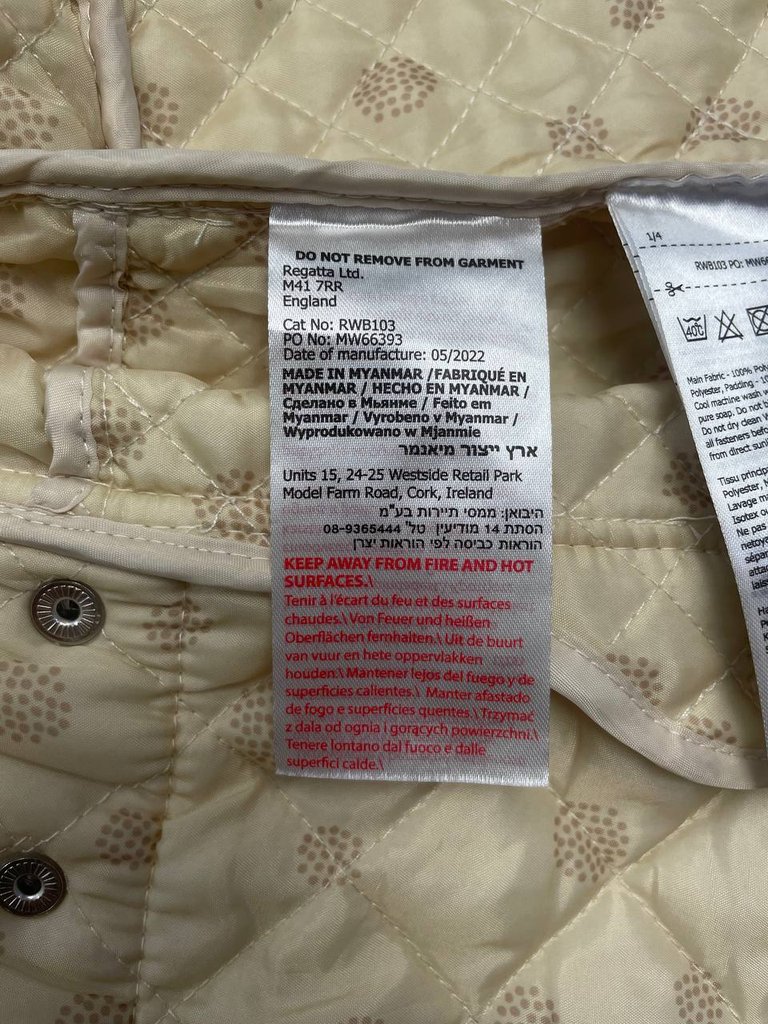 DO NOT REMOVE FROM GARMENT
Regatta Ltd.
M41 7RR
England
Cat No: RWB103
PO No: MW66393
Date of manufacture: 05/2022
MADE IN MYANMAR /FABRIQUÉ EN
MYANMAR / HECHO EN MYAÑMAR /
Сделано в Мьянме / Feito em
Myanmar / Vyrobeno v Myanmar /
Wyprodukowano w Mjanmie
ארץ ייצור מיאנמר
Units 15, 24-25 Westside Retail Park
Model Farm Road, Cork, Ireland
היבואן: ממסי תיירות בע"מ
הסתת 14 מודיעין טל' 08-9365444
הוראות כביסה לפי הוראות יצרן
KEEP AWAY FROM FIRE AND HOT
SURFACES.\
Tenir à l'écart du feu et des surfaces
chaudes.\ Von Feuer und heißen
Oberflächen fernhalten.\ Uit de buurt
van vuur en hete oppervlakken
houden.\ Mantener lejos del fuego y de
superficies calientes.\ Manter afastado
de fogo e superfícies quentes.\ Trzymać
z dala od ognia i gorących powierzchni.\
Tenere lontano dal fuoco e dalle
superfici calde.\
1/4
RWB103 PO: MW66
40°C
Main Fabric - 100% Poly
Polyester, Padding - 10
Cool machine wash w
pure soap. Do not b
Do not dry clean. W
all fasteners befo
from direct sunl
Tissu princip
Polyester,
Lavage m
Isotex ou
nettoye
sépar
attac
laiss